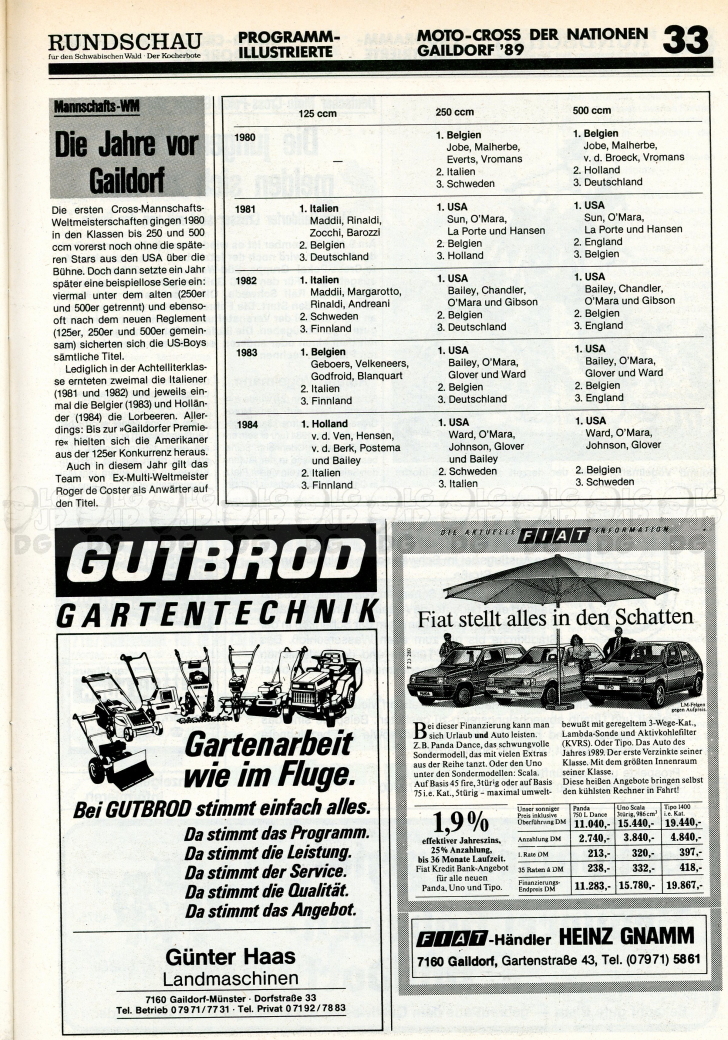 RUNDSCHAU
für den Schwäbischen Wald · Der Kocherbote
PROGRAMM-
ILLUSTRIERTE
MOTO-CROSS DER NATIONEN
GAILDORF '89
33
Mannschafts-WM
Die Jahre vor
Gaildorf
Die ersten Cross-Mannschafts-
Weltmeisterschaften gingen 1980
in den Klassen bis 250 und 500
ccm vorerst noch ohne die späte-
ren Stars aus den USA über die
Bühne. Doch dann setzte ein Jahr
später eine beispiellose Serie ein:
viermal unter dem alten (250er
und 500er getrennt) und ebenso-
oft nach dem neuen Reglement
(125er, 250er und 500er gemein-
sam) sicherten sich die US-Boys
sämtliche Titel.
Lediglich in der Achtelliterklas-
se ernteten zweimal die Italiener
(1981 und 1982) und jeweils ein-
mal die Belgier (1983) und Hollän-
der (1984) die Lorbeeren. Aller-
dings: Bis zur »Gaildorfer Premie-
re« hielten sich die Amerikaner
aus der 125er Konkurrenz heraus.
Auch in diesem Jahr gilt das
Team von Ex-Multi-Weltmeister
Roger de Coster als Anwärter auf
den Titel.
125 ccm 250 ccm 500 ccm
1980 — 1. Belgien 1. Belgien
Jobe, Malherbe, Jobe, Malherbe,
Everts, Vromans v. d. Broeck, Vromans
2. Italien 2. Holland
3. Schweden 3. Deutschland
1981 1. Italien 1. USA 1. USA
Maddii, Rinaldi, Sun, O'Mara, Sun, O'Mara,
Zocchi, Barozzi La Porte und Hansen La Porte und Hansen
2. Belgien 2. Belgien 2. England
3. Deutschland 3. Holland 3. Belgien
1982 1. Italien 1. USA 1. USA
Maddii, Margarotto, Bailey, Chandler, Bailey, Chandler,
Rinaldi, Andreani O'Mara und Gibson O'Mara und Gibson
2. Schweden 2. Belgien 2. Belgien
3. Finnland 3. Deutschland 3. England
1983 1. Belgien 1. USA 1. USA
Geboers, Velkeneers, Bailey, O'Mara, Bailey, O'Mara,
Godfroid, Blanquart Glover und Ward Glover und Ward
2. Italien 2. Belgien 2. Belgien
3. Finnland 3. Deutschland 3. England
1984 1. Holland 1. USA 1. USA
v. d. Ven, Hensen, Ward, O'Mara, Ward, O'Mara,
v. d. Berk, Postema Johnson, Glover Johnson, Glover
und Bailey und Bailey
2. Italien 2. Schweden 2. Belgien
3. Finnland 3. Italien 3. Schweden
GUTBROD
GARTENTECHNIK
Gartenarbeit
wie im Fluge.
Bei GUTBROD stimmt einfach alles.
Da stimmt das Programm.
Da stimmt die Leistung.
Da stimmt der Service.
Da stimmt die Qualität.
Da stimmt das Angebot.
Günter Haas
Landmaschinen
7160 Gaildorf-Münster · Dorfstraße 33
Tel. Betrieb 07971/7731 · Tel. Privat 07192/7883
DIE AKTUELLE FIAT INFORMATION
Fiat stellt alles in den Schatten
F 23 280
LM-Felgen
gegen Aufpreis.
Bei dieser Finanzierung kann man
sich Urlaub und Auto leisten.
Z.B. Panda Dance, das schwungvolle
Sondermodell, das mit vielen Extras
aus der Reihe tanzt. Oder den Uno
unter den Sondermodellen: Scala.
Auf Basis 45 fire, 3türig oder auf Basis
75 i.e. Kat., 5türig – maximal umwelt-
bewußt mit geregeltem 3-Wege-Kat.,
Lambda-Sonde und Aktivkohlefilter
(KVRS). Oder Tipo. Das Auto des
Jahres 1989. Der erste Verzinkte seiner
Klasse. Mit dem größten Innenraum
seiner Klasse.
Diese heißen Angebote bringen selbst
den kühlsten Rechner in Fahrt!
1,9%
effektiver Jahreszins,
25% Anzahlung,
bis 36 Monate Laufzeit.
Fiat Kredit Bank-Angebot
für alle neuen
Panda, Uno und Tipo.
Unser sonniger Preis inklusive Überführung DM Panda 750 L Dance 11.040,- Uno Scala 3türig, 986 cm³ 15.440,- Tipo 1400 i.e. Kat. 19.440,-
Anzahlung DM 2.740,- 3.840,- 4.840,-
1. Rate DM 213,- 320,- 397,-
35 Raten à DM 238,- 332,- 418,-
Finanzierungs-Endpreis DM 11.283,- 15.780,- 19.867,-
FIAT-Händler HEINZ GNAMM
7160 Gaildorf, Gartenstraße 43, Tel. (07971) 5861